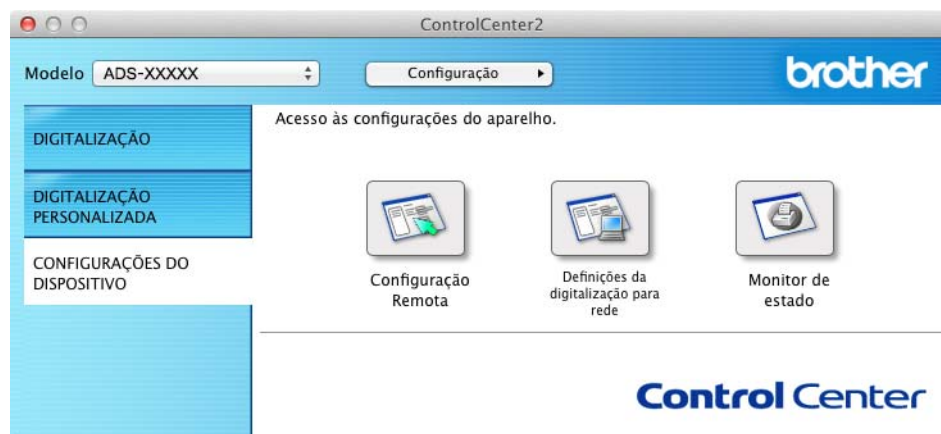 ControlCenter2
Modelo ADS-XXXXX Configuração brother
DIGITALIZAÇÃO
DIGITALIZAÇÃO
PERSONALIZADA
CONFIGURAÇÕES DO
DISPOSITIVO
Acesso às configurações do aparelho.
Configuração
Remota
Definições da
digitalização para
rede
Monitor de
estado
Control Center